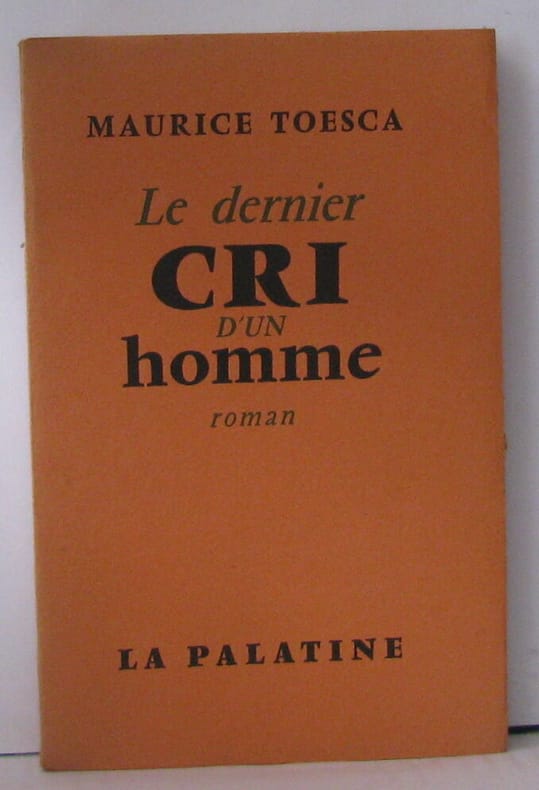 MAURICE TOESCA
Le dernier
CRI
D'UN
homme
roman
LA PALATINE